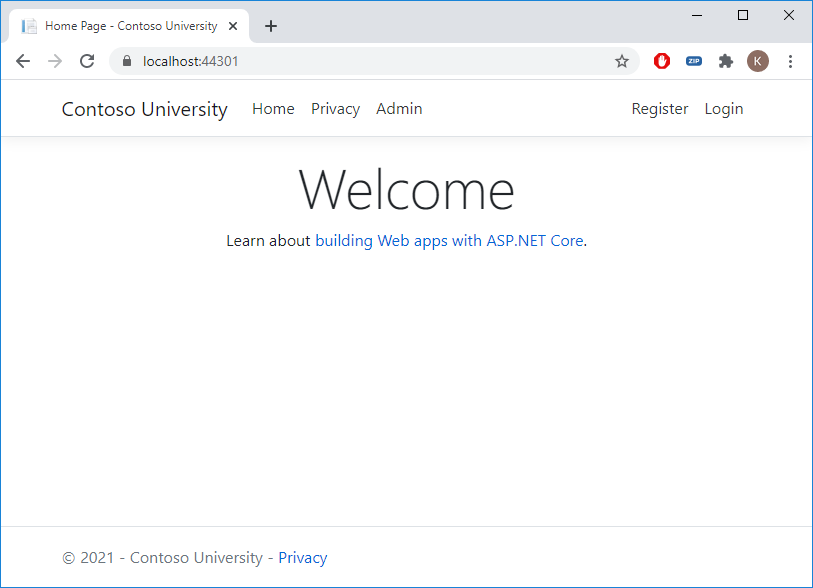 Home Page - Contoso University
localhost:44301
ZIP
K
Contoso University Home Privacy Admin Register Login
Welcome
Learn about building Web apps with ASP.NET Core.
© 2021 - Contoso University - Privacy